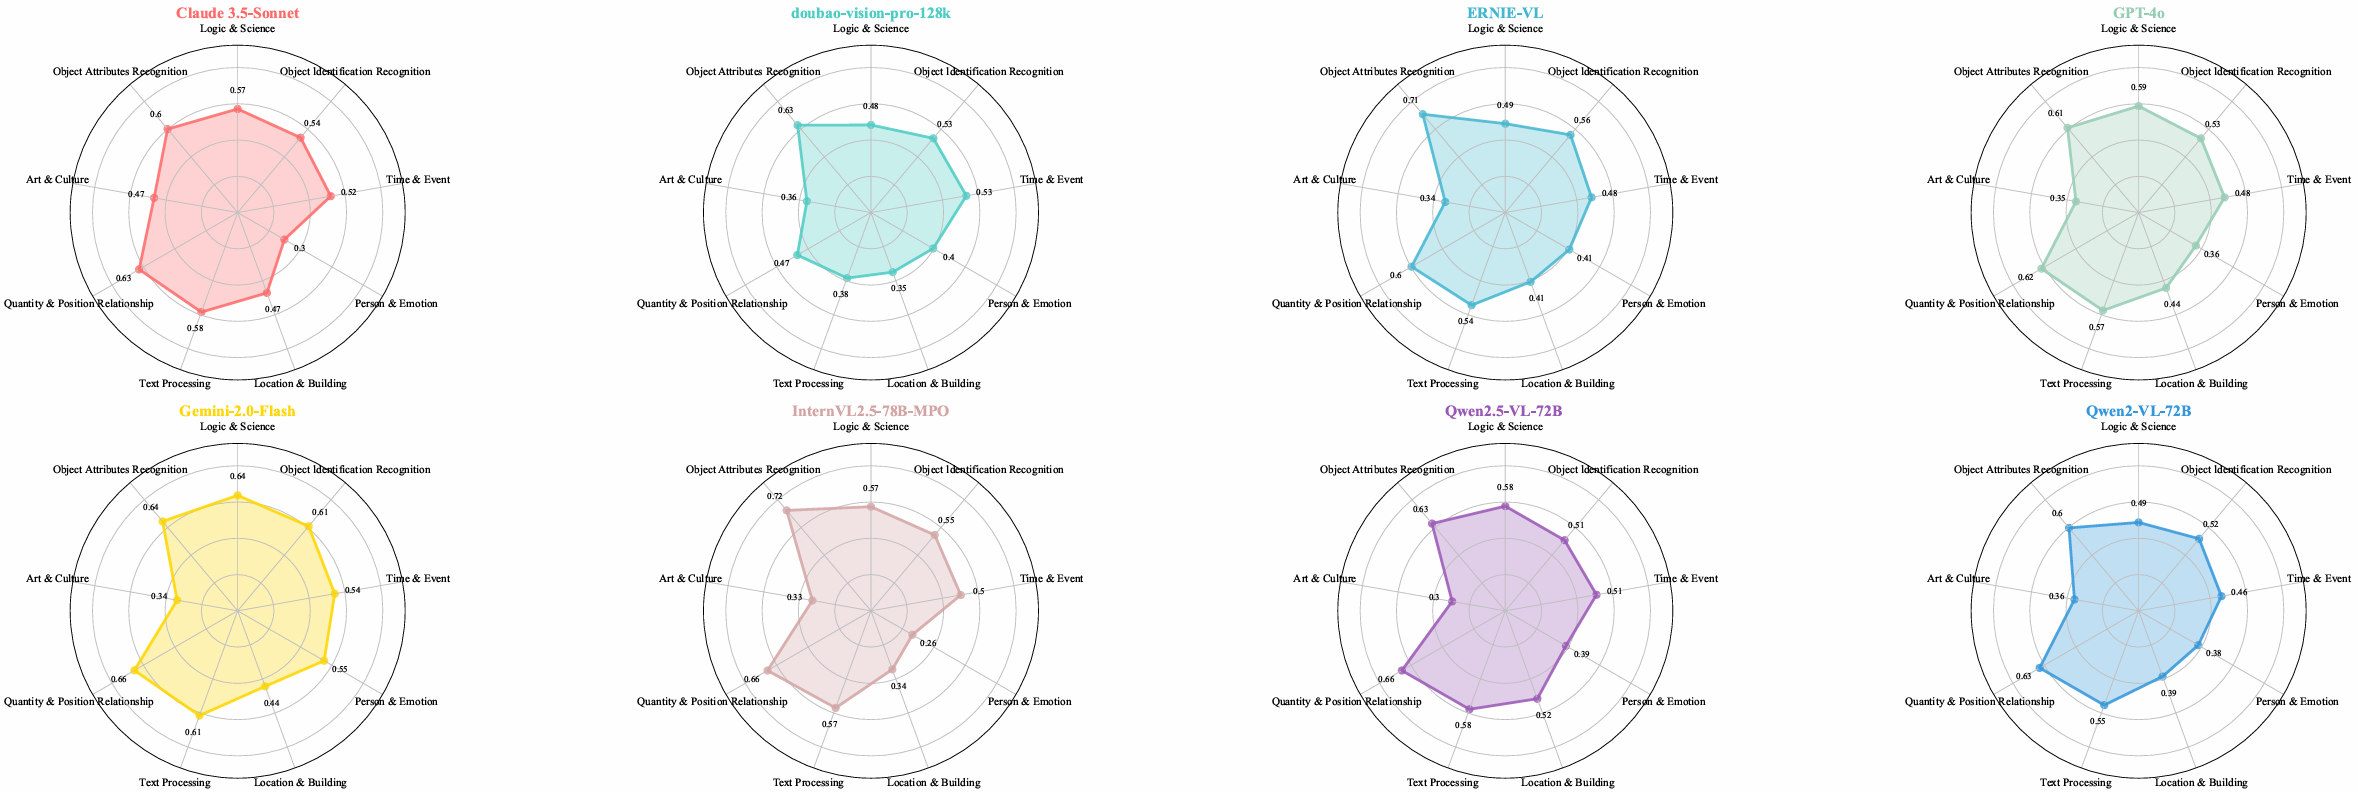 Claude 3.5-Sonnet
Logic & Science
Object Attributes Recognition
Object Identification Recognition
0.57
0.6
0.54
Art & Culture
0.47
0.52
Time & Event
0.3
0.63
Quantity & Position Relationship
0.58
0.47
Person & Emotion
Text Processing
Location & Building
doubao-vision-pro-128k
Logic & Science
Object Attributes Recognition
Object Identification Recognition
0.48
0.63
0.53
Art & Culture
0.36
0.53
Time & Event
0.4
0.47
Quantity & Position Relationship
0.38
0.35
Person & Emotion
Text Processing
Location & Building
ERNIE-VL
Logic & Science
Object Attributes Recognition
Object Identification Recognition
0.71
0.49
0.56
Art & Culture
0.34
0.48
Time & Event
0.41
0.6
Quantity & Position Relationship
0.54
0.41
Person & Emotion
Text Processing
Location & Building
GPT-4o
Logic & Science
Object Attributes Recognition
Object Identification Recognition
0.59
0.61
0.53
Art & Culture
0.35
0.48
Time & Event
0.36
0.62
Quantity & Position Relationship
0.57
0.44
Person & Emotion
Text Processing
Location & Building
Gemini-2.0-Flash
Logic & Science
Object Attributes Recognition
Object Identification Recognition
0.64
0.64
0.61
Art & Culture
0.34
0.54
Time & Event
0.55
0.66
Quantity & Position Relationship
0.61
0.44
Person & Emotion
Text Processing
Location & Building
InternVL2.5-78B-MPO
Logic & Science
Object Attributes Recognition
Object Identification Recognition
0.72
0.57
0.55
Art & Culture
0.33
0.5
Time & Event
0.26
0.66
Quantity & Position Relationship
0.57
0.34
Person & Emotion
Text Processing
Location & Building
Qwen2.5-VL-72B
Logic & Science
Object Attributes Recognition
Object Identification Recognition
0.58
0.63
0.51
Art & Culture
0.3
0.51
Time & Event
0.39
0.66
Quantity & Position Relationship
0.58
0.52
Person & Emotion
Text Processing
Location & Building
Qwen2-VL-72B
Logic & Science
Object Attributes Recognition
Object Identification Recognition
0.49
0.6
0.52
Art & Culture
0.36
0.46
Time & Event
0.38
0.63
Quantity & Position Relationship
0.55
0.39
Person & Emotion
Text Processing
Location & Building